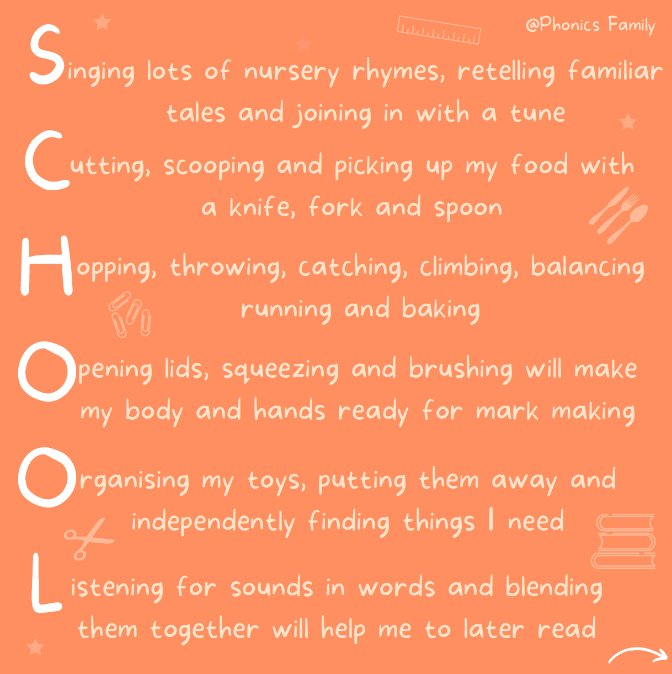 @Phonics Family
Singing lots of nursery rhymes, retelling familiar
tales and joining in with a tune
Cutting, scooping and picking up my food with
a knife, fork and spoon
Hopping, throwing, catching, climbing, balancing
running and baking
Opening lids, squeezing and brushing will make
my body and hands ready for mark making
Organising my toys, putting them away and
independently finding things I need
Listening for sounds in words and blending
them together will help me to later read